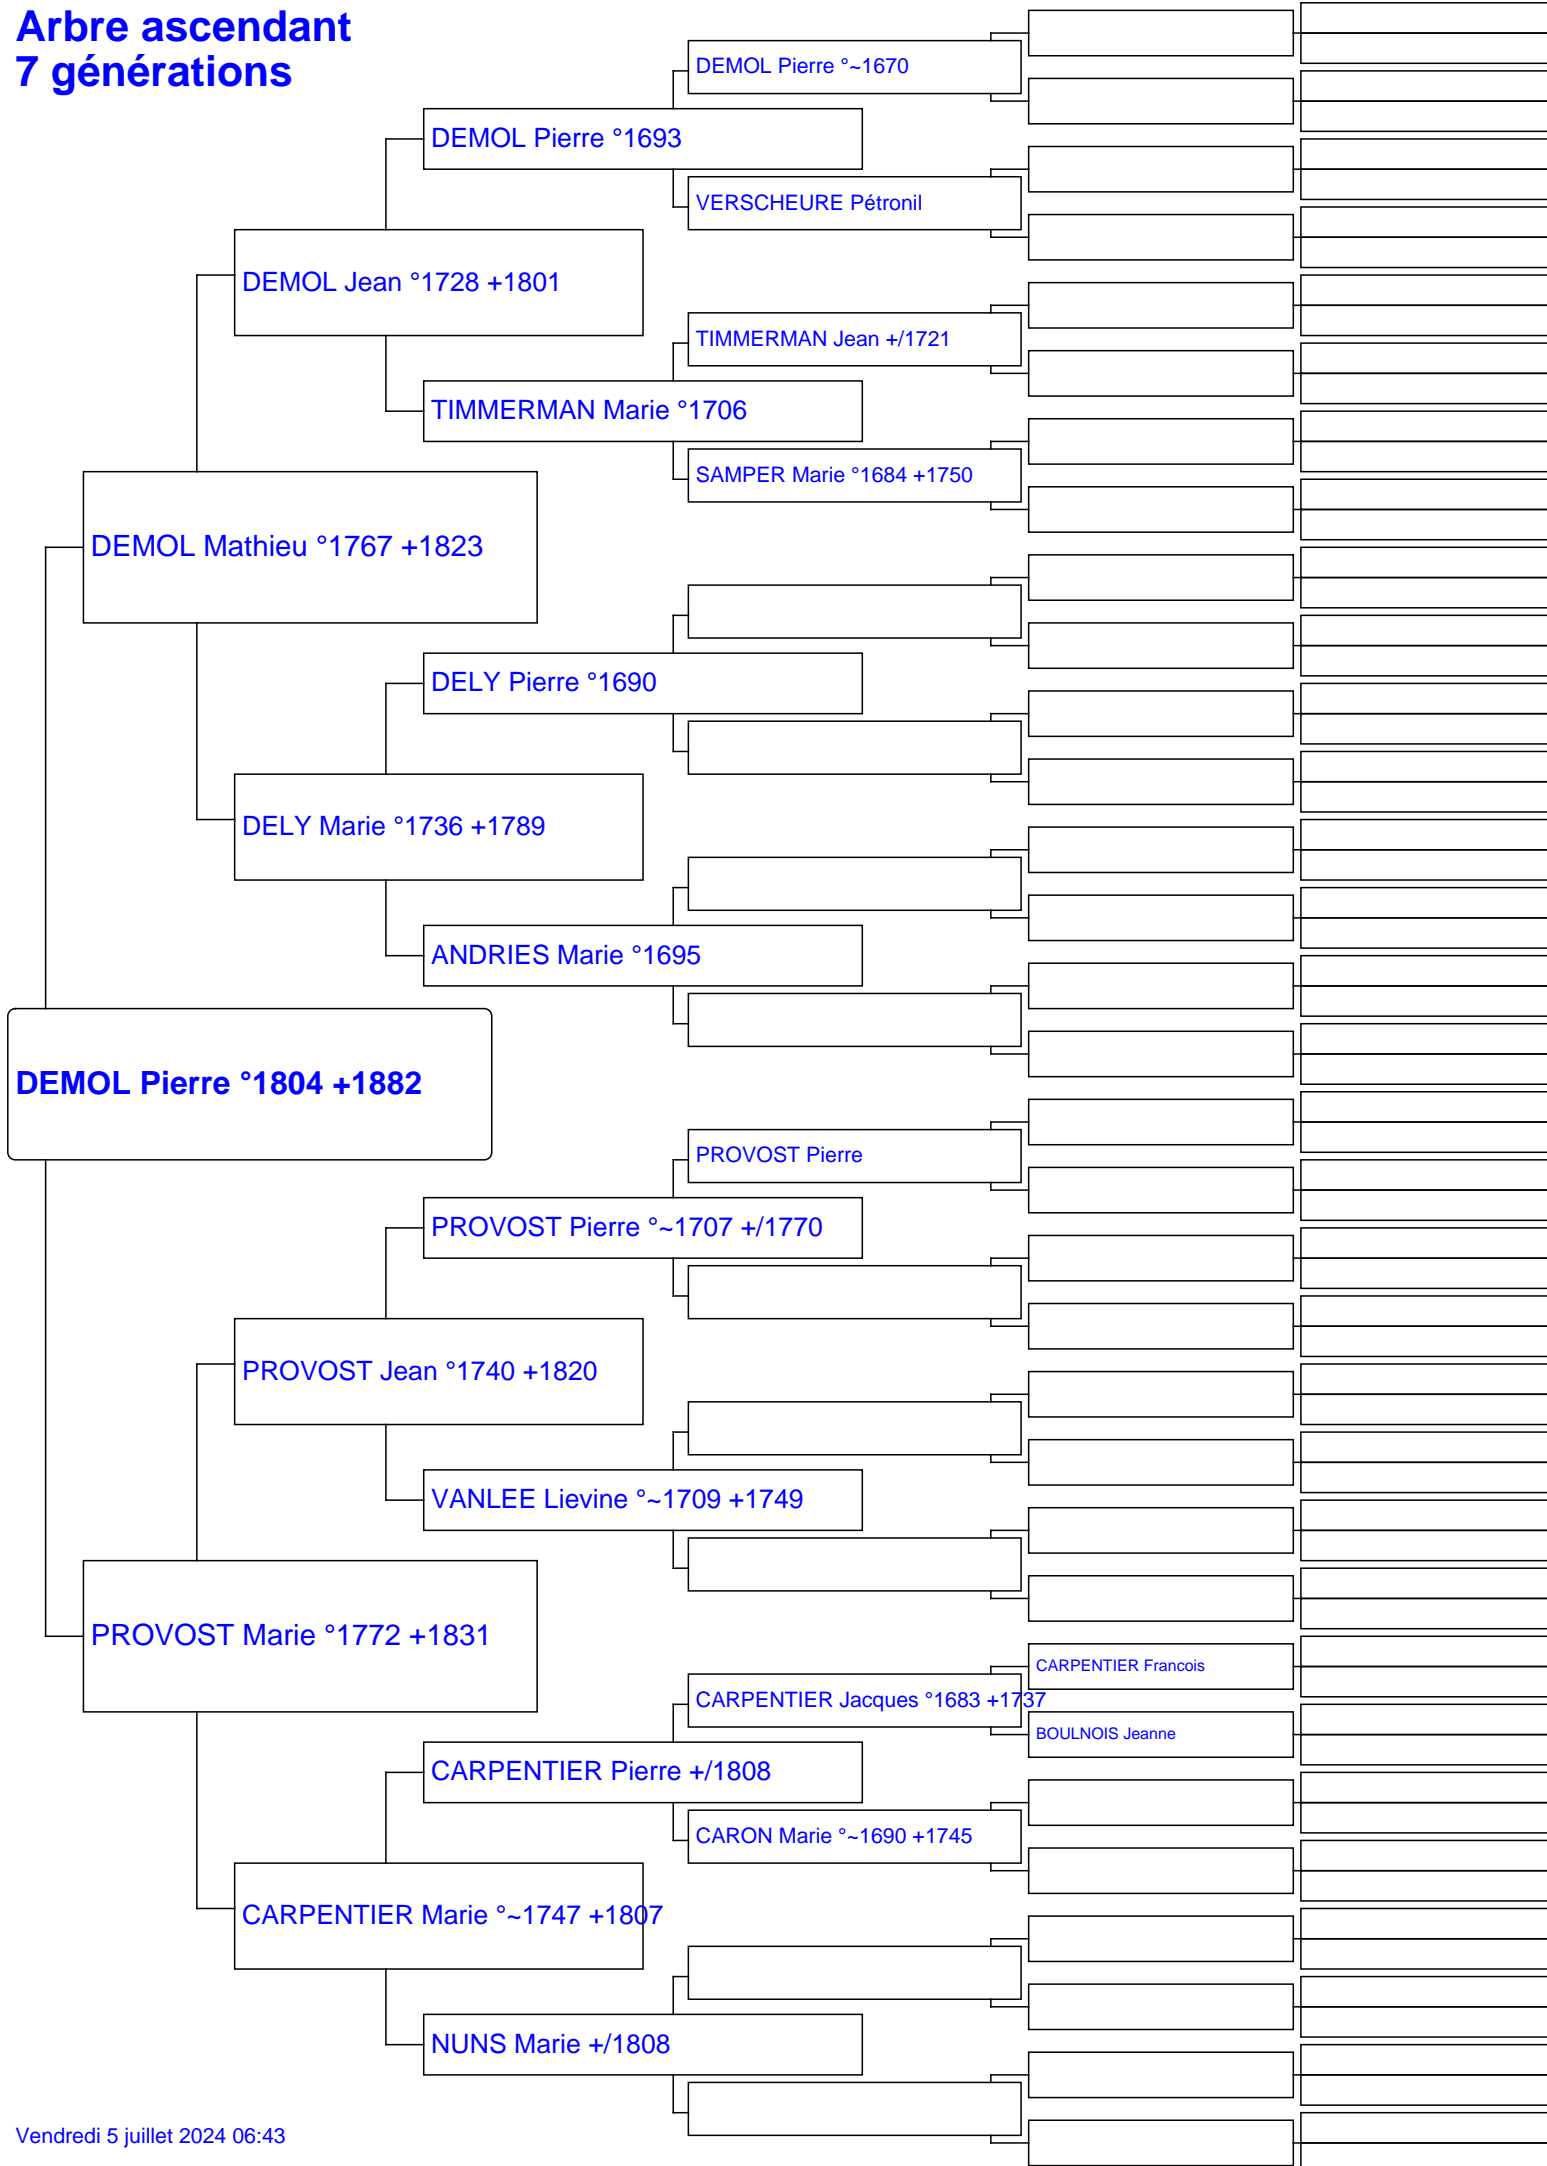 Arbre ascendant
7 générations
DEMOL Pierre °~1670
DEMOL Pierre °1693
VERSCHEURE Pétronil
DEMOL Jean °1728 +1801
TIMMERMAN Jean +/1721
TIMMERMAN Marie °1706
SAMPER Marie °1684 +1750
DEMOL Mathieu °1767 +1823
DELY Pierre °1690
DELY Marie °1736 +1789
ANDRIES Marie °1695
DEMOL Pierre °1804 +1882
PROVOST Pierre
PROVOST Pierre °~1707 +/1770
PROVOST Jean °1740 +1820
VANLEE Lievine °~1709 +1749
PROVOST Marie °1772 +1831
CARPENTIER Francois
CARPENTIER Jacques °1683 +1737
BOULNOIS Jeanne
CARPENTIER Pierre +/1808
CARON Marie °~1690 +1745
CARPENTIER Marie °~1747 +1807
NUNS Marie +/1808
Vendredi 5 juillet 2024 06:43